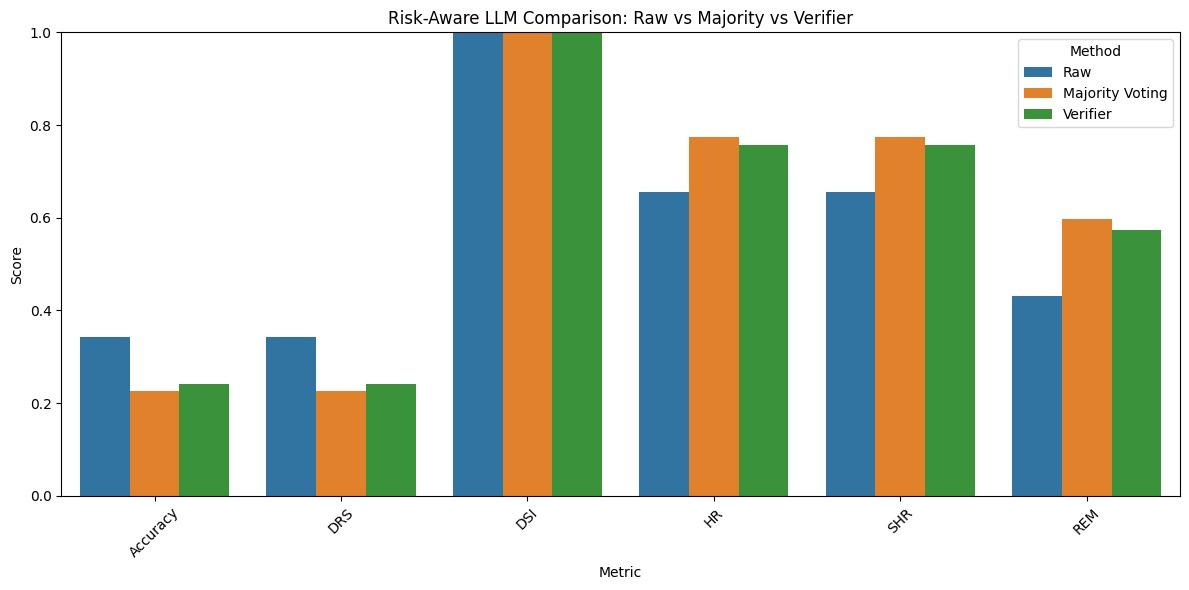 Risk-Aware LLM Comparison: Raw vs Majority vs Verifier
Method
Raw
Majority Voting
Verifier
Score
1.0
0.8
0.6
0.4
0.2
0.0
Accuracy
DRS
DSI
HR
SHR
REM
Metric